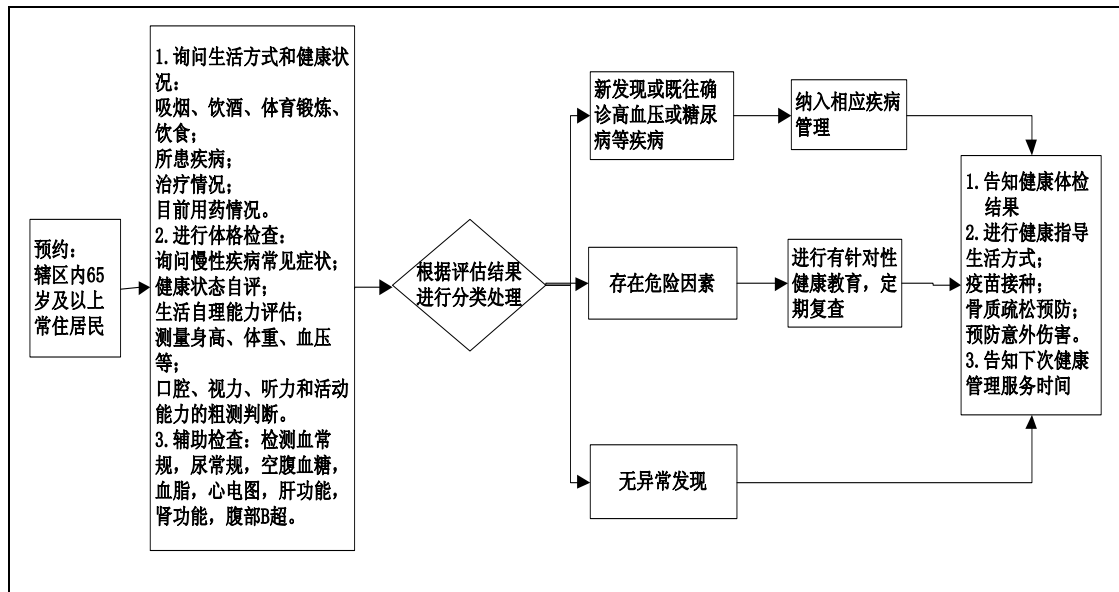 预约：
辖区内65
岁及以上
常住居民
1.询问生活方式和健康状
况：
吸烟、饮酒、体育锻炼、
饮食；
所患疾病；
治疗情况；
目前用药情况。
2.进行体格检查：
询问慢性疾病常见症状；
健康状态自评；
生活自理能力评估；
测量身高、体重、血压
等；
口腔、视力、听力和活动
能力的粗测判断。
3.辅助检查：检测血常
规，尿常规，空腹血糖，
血脂，心电图，肝功能，
肾功能，腹部B超。
根据评估结果
进行分类处理
新发现或既往确
诊高血压或糖尿
病等疾病
纳入相应疾病
管理
存在危险因素
进行有针对性
健康教育，定
期复查
无异常发现
1.告知健康体检
结果
2.进行健康指导
生活方式；
疫苗接种；
骨质疏松预防；
预防意外伤害。
3.告知下次健康
管理服务时间